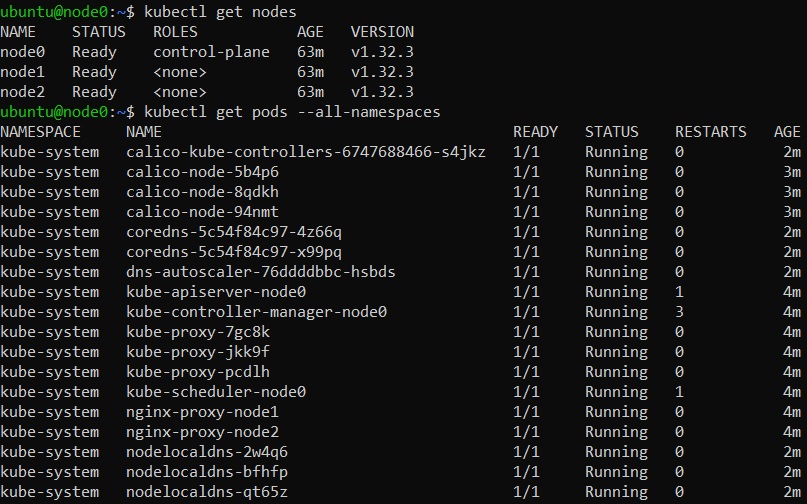 ubuntu@node0:~$ kubectl get nodes
NAME    STATUS   ROLES           AGE   VERSION
node0   Ready    control-plane   63m   v1.32.3
node1   Ready    <none>          63m   v1.32.3
node2   Ready    <none>          63m   v1.32.3
ubuntu@node0:~$ kubectl get pods --all-namespaces
NAMESPACE     NAME                                       READY   STATUS    RESTARTS   AGE
kube-system   calico-kube-controllers-6747688466-s4jkz   1/1     Running   0          2m
kube-system   calico-node-5b4p6                          1/1     Running   0          3m
kube-system   calico-node-8qdkh                          1/1     Running   0          3m
kube-system   calico-node-94nmt                          1/1     Running   0          3m
kube-system   coredns-5c54f84c97-4z66q                   1/1     Running   0          2m
kube-system   coredns-5c54f84c97-x99pq                   1/1     Running   0          2m
kube-system   dns-autoscaler-76ddddbbc-hsbds             1/1     Running   0          2m
kube-system   kube-apiserver-node0                       1/1     Running   1          4m
kube-system   kube-controller-manager-node0              1/1     Running   3          4m
kube-system   kube-proxy-7gc8k                           1/1     Running   0          4m
kube-system   kube-proxy-jkk9f                           1/1     Running   0          4m
kube-system   kube-proxy-pcdlh                           1/1     Running   0          4m
kube-system   kube-scheduler-node0                       1/1     Running   1          4m
kube-system   nginx-proxy-node1                          1/1     Running   0          4m
kube-system   nginx-proxy-node2                          1/1     Running   0          4m
kube-system   nodelocaldns-2w4q6                         1/1     Running   0          2m
kube-system   nodelocaldns-bfhfp                         1/1     Running   0          2m
kube-system   nodelocaldns-qt65z                         1/1     Running   0          2m